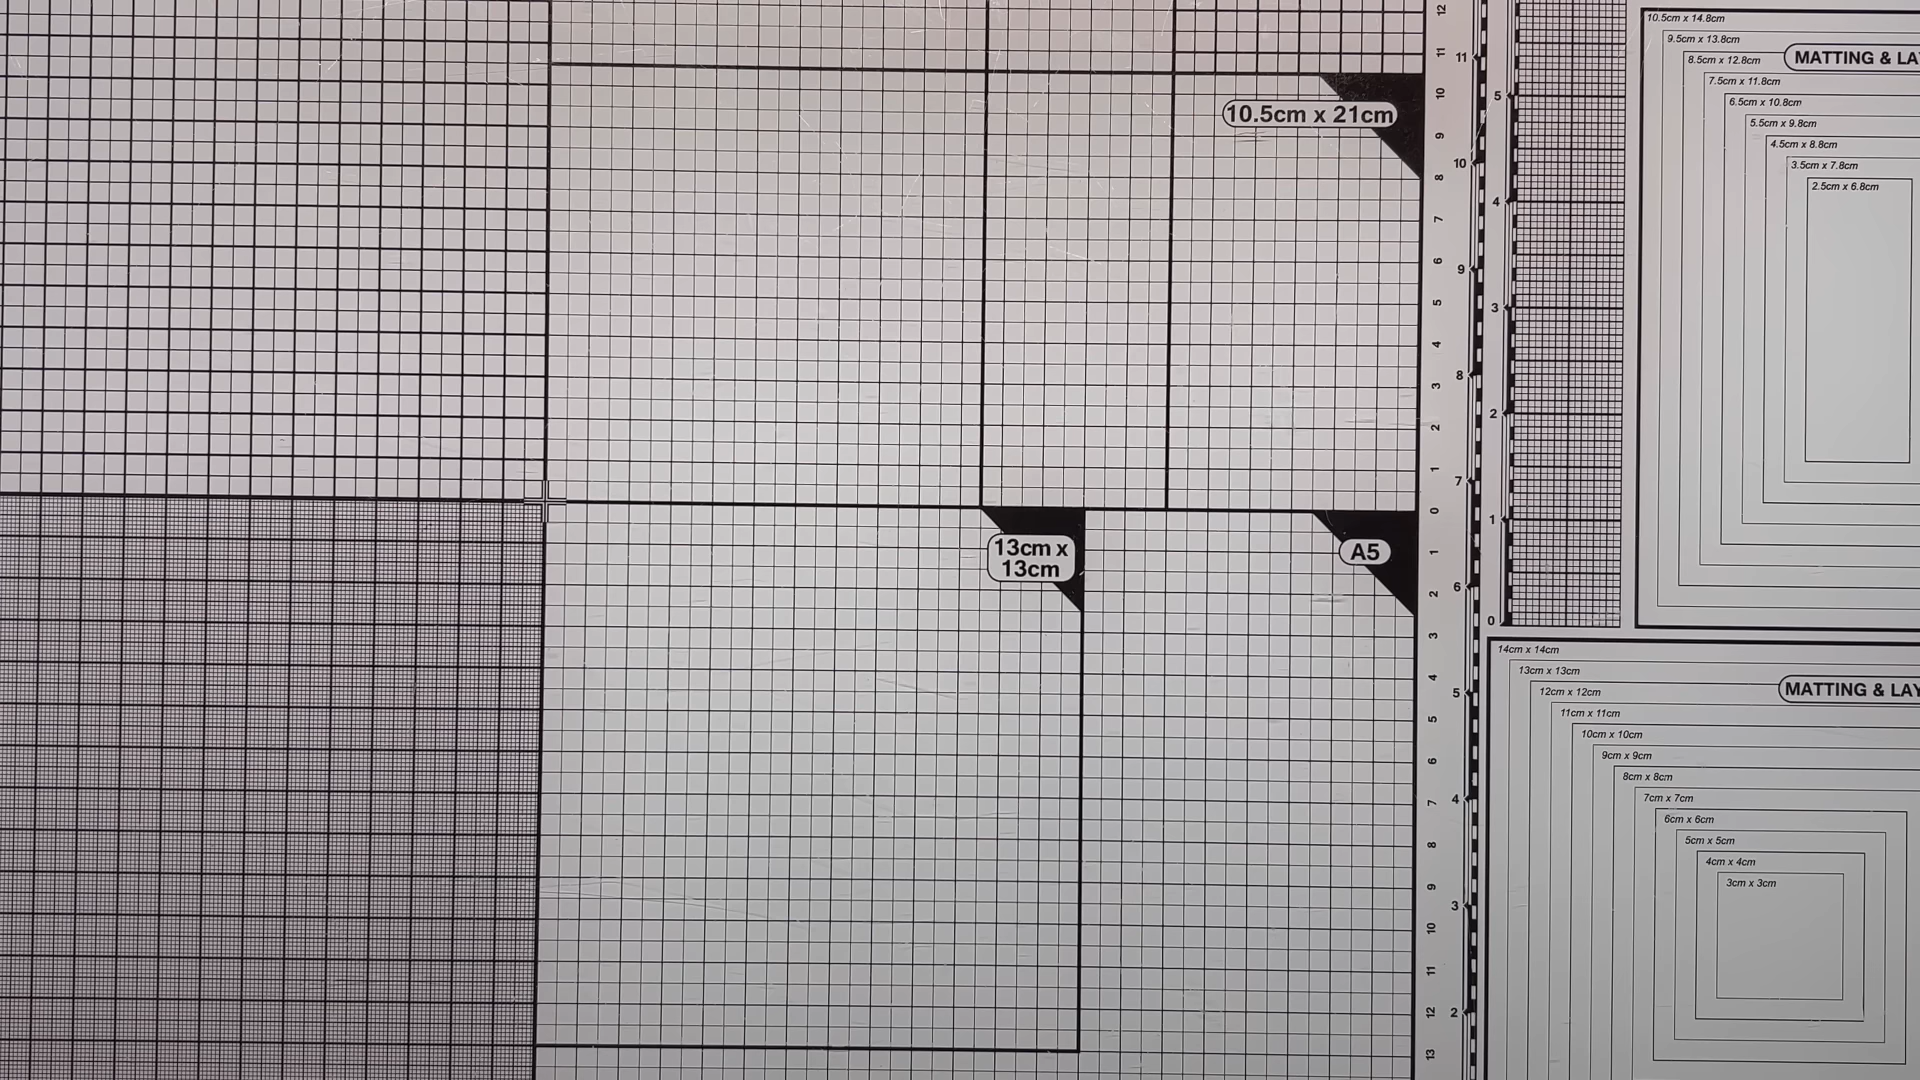 10.5cm x 21cm
13cm x
13cm
A5
12
11
10
9
8
7
6
5
4
3
2
1
0
1
2
3
4
5
6
7
8
9
10
11
12
13
11
10
9
8
7
6
5
4
3
2
5
4
3
2
1
0
10.5cm x 14.8cm
9.5cm x 13.8cm
MATTING & LA
8.5cm x 12.8cm
7.5cm x 11.8cm
6.5cm x 10.8cm
5.5cm x 9.8cm
4.5cm x 8.8cm
3.5cm x 7.8cm
2.5cm x 6.8cm
14cm x 14cm
13cm x 13cm
MATTING & LAY
12cm x 12cm
11cm x 11cm
10cm x 10cm
9cm x 9cm
8cm x 8cm
7cm x 7cm
6cm x 6cm
5cm x 5cm
4cm x 4cm
3cm x 3cm